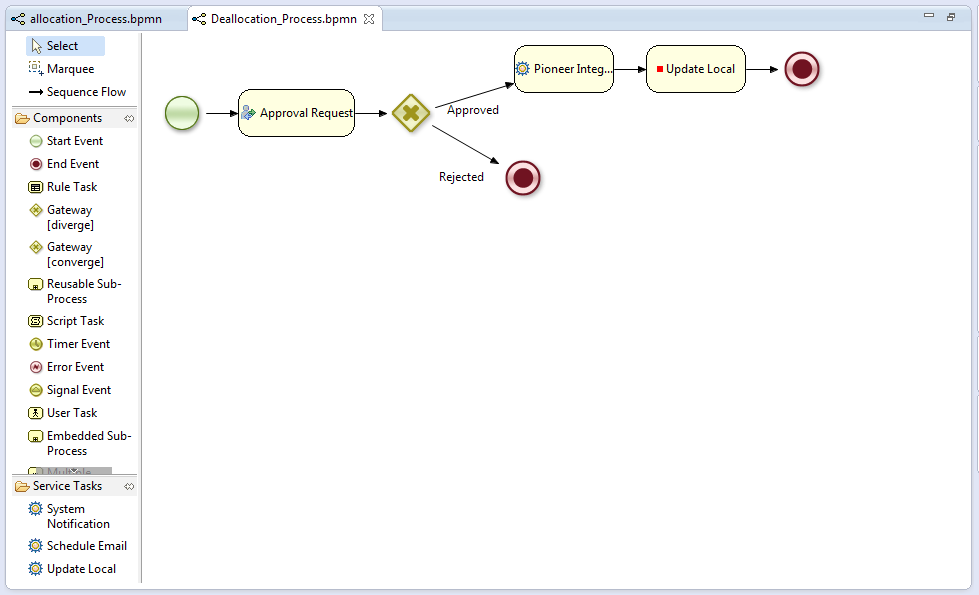 allocation_Process.bpmn
Deallocation_Process.bpmn
Select
Marquee
Sequence Flow
Components
Start Event
End Event
Rule Task
Gateway
[diverge]
Gateway
[converge]
Reusable Sub-
Process
Script Task
Timer Event
Error Event
Signal Event
User Task
Embedded Sub-
Process
Multiple
Service Tasks
System
Notification
Schedule Email
Update Local
Approval Request
Approved
Rejected
Pioneer Integ...
Update Local